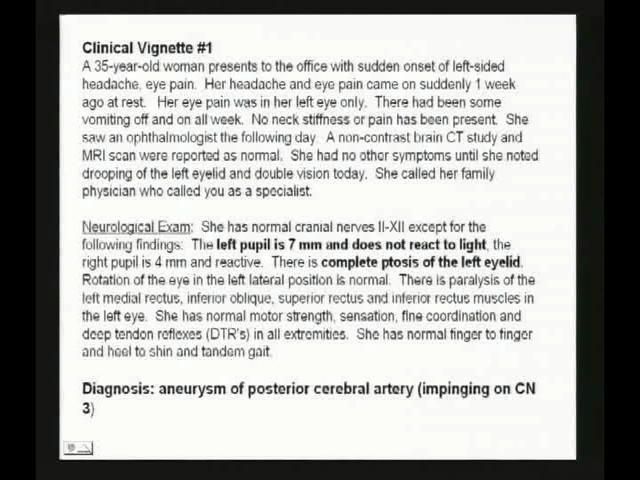 Clinical Vignette #1
A 35-year-old woman presents to the office with sudden onset of left-sided
headache, eye pain. Her headache and eye pain came on suddenly 1 week
ago at rest. Her eye pain was in her left eye only. There had been some
vomiting off and on all week. No neck stiffness or pain has been present. She
saw an ophthalmologist the following day. A non-contrast brain CT study and
MRI scan were reported as normal. She had no other symptoms until she noted
drooping of the left eyelid and double vision today. She called her family
physician who called you as a specialist.
Neurological Exam: She has normal cranial nerves II-XII except for the
following findings: The left pupil is 7 mm and does not react to light, the
right pupil is 4 mm and reactive. There is complete ptosis of the left eyelid.
Rotation of the eye in the left lateral position is normal. There is paralysis of the
left medial rectus, inferior oblique, superior rectus and inferior rectus muscles in
the left eye. She has normal motor strength, sensation, fine coordination and
deep tendon reflexes (DTR's) in all extremities. She has normal finger to finger
and heel to shin and tandem gait.
Diagnosis: aneurysm of posterior cerebral artery (impinging on CN
3)